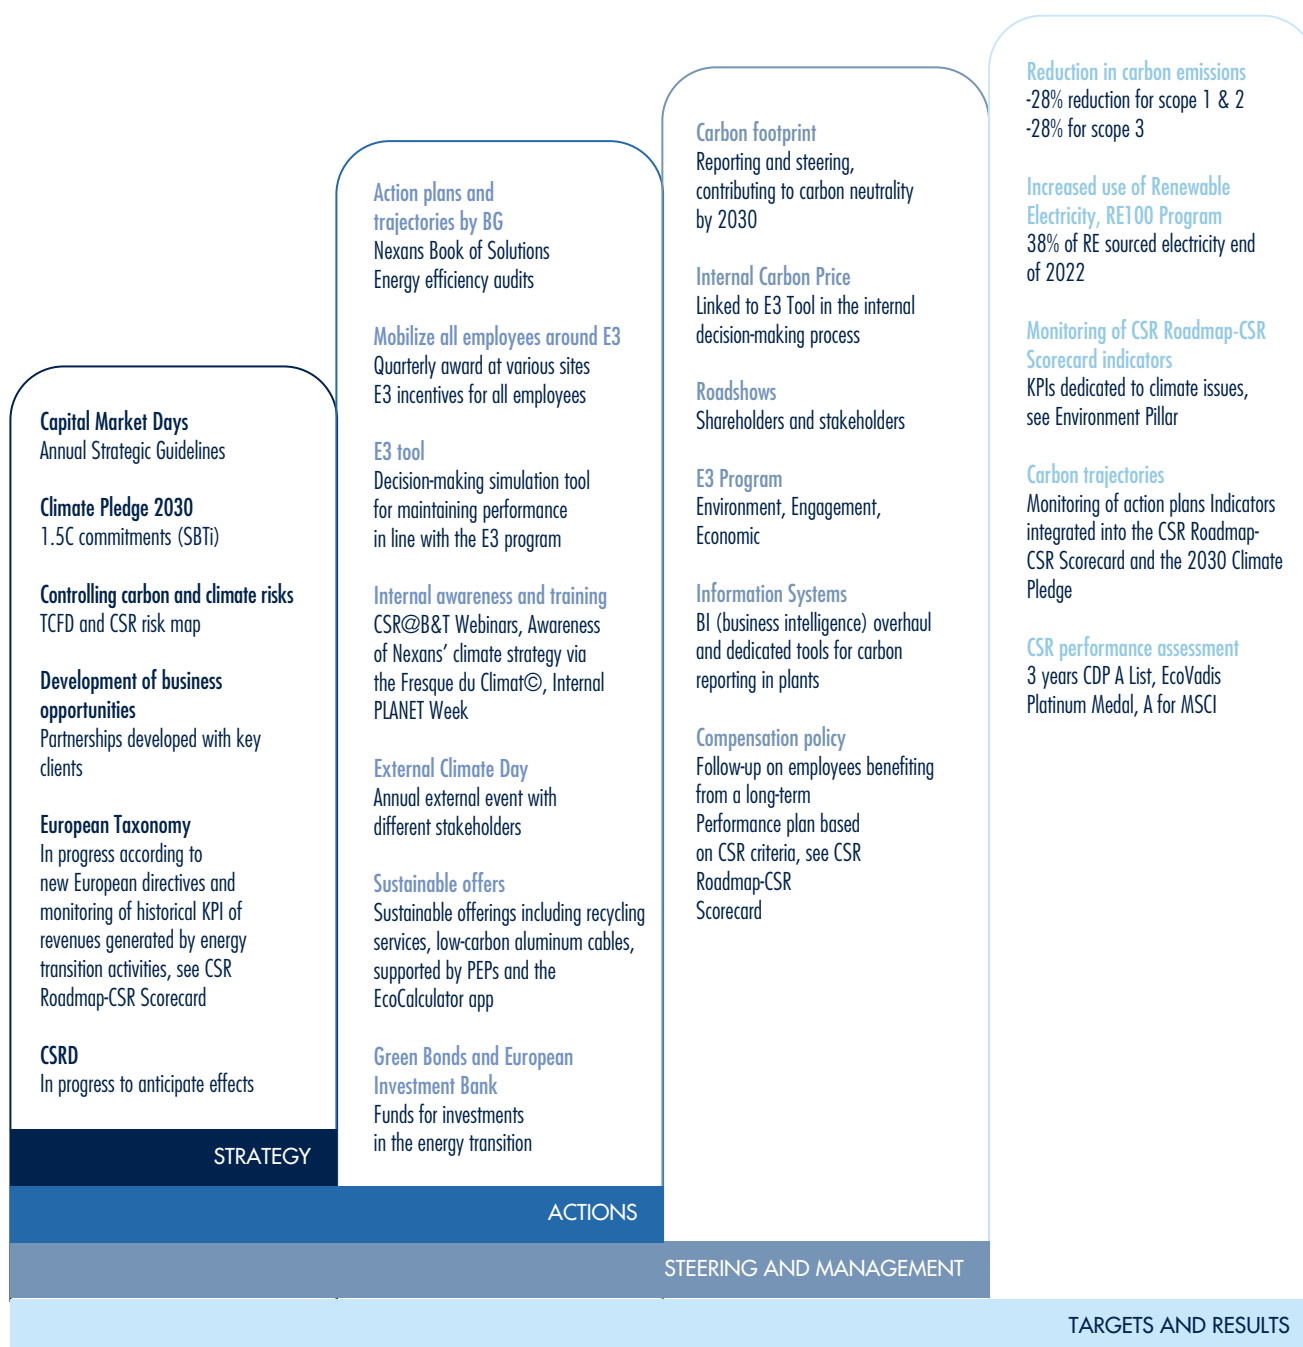 Capital Market Days
Annual Strategic Guidelines
Climate Pledge 2030
1.5C commitments (SBTi)
Controlling carbon and climate risks
TCFD and CSR risk map
Development of business
opportunities
Partnerships developed with key
clients
European Taxonomy
In progress according to
new European directives and
monitoring of historical KPI of
revenues generated by energy
transition activities, see CSR
Roadmap-CSR Scorecard
CSRD
In progress to anticipate effects
STRATEGY
Action plans and
trajectories by BG
Nexans Book of Solutions
Energy efficiency audits
Mobilize all employees around E3
Quarterly award at various sites
E3 incentives for all employees
E3 tool
Decision-making simulation tool
for maintaining performance
in line with the E3 program
Internal awareness and training
CSR@B&T Webinars, Awareness
of Nexans’ climate strategy via
the Fresque du Climat©, Internal
PLANET Week
External Climate Day
Annual external event with
different stakeholders
Sustainable offers
Sustainable offerings including recycling
services, low-carbon aluminum cables,
supported by PEPs and the
EcoCalculator app
Green Bonds and European
Investment Bank
Funds for investments
in the energy transition
ACTIONS
Carbon footprint
Reporting and steering,
contributing to carbon neutrality
by 2030
Internal Carbon Price
Linked to E3 Tool in the internal
decision-making process
Roadshows
Shareholders and stakeholders
E3 Program
Environment, Engagement,
Economic
Information Systems
BI (business intelligence) overhaul
and dedicated tools for carbon
reporting in plants
Compensation policy
Follow-up on employees benefiting
from a long-term
Performance plan based
on CSR criteria, see CSR
Roadmap-CSR
Scorecard
STEERING AND MANAGEMENT
Reduction in carbon emissions
-28% reduction for scope 1 & 2
-28% for scope 3
Increased use of Renewable
Electricity, RE100 Program
38% of RE sourced electricity end
of 2022
Monitoring of CSR Roadmap-CSR
Scorecard indicators
KPIs dedicated to climate issues,
see Environment Pillar
Carbon trajectories
Monitoring of action plans Indicators
integrated into the CSR Roadmap-
CSR Scorecard and the 2030 Climate
Pledge
CSR performance assessment
3 years CDP A List, EcoVadis
Platinum Medal, A for MSCI
TARGETS AND RESULTS